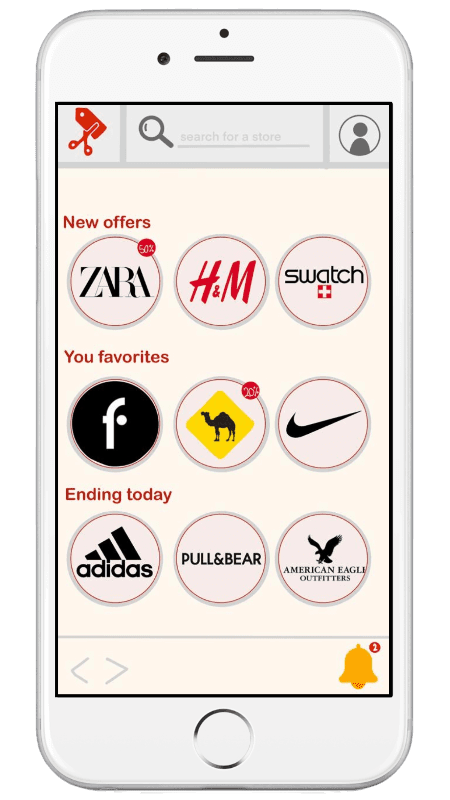 search for a store
New offers
50%
ZARA
H&M
swatch
You favorites
f
20%
Ending today
adidas
PULL&BEAR
AMERICAN EAGL
OUTFITTERS
2